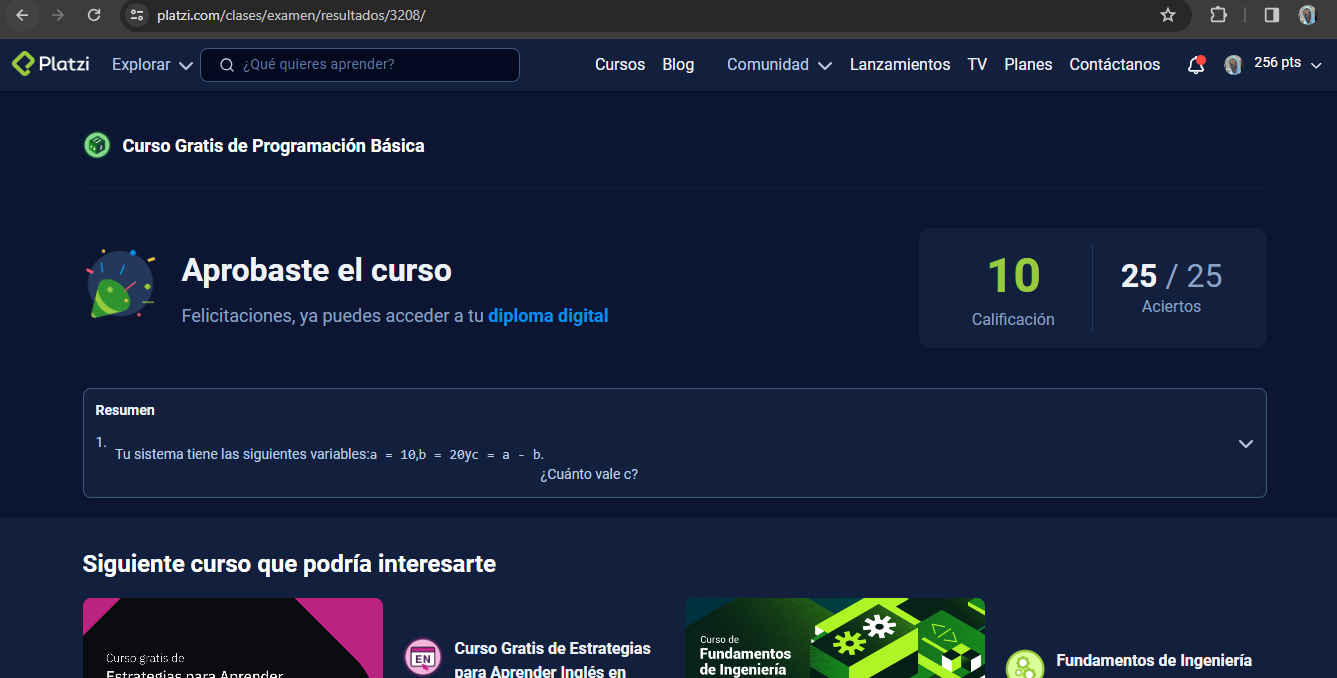 platzi.com/clases/examen/resultados/3208/
Platzi Explorar ¿Qué quieres aprender? Cursos Blog Comunidad Lanzamientos TV Planes Contáctanos 256 pts
Curso Gratis de Programación Básica
Aprobaste el curso
Felicitaciones, ya puedes acceder a tu diploma digital
10
Calificación
25 / 25
Aciertos
Resumen
1.
Tu sistema tiene las siguientes variables:a = 10,b = 20yc = a - b.
¿Cuánto vale c?
Siguiente curso que podría interesarte
Curso gratis de
Estrategias para Aprender
EN
Curso Gratis de Estrategias
para Aprender Inglés en
Curso de
Fundamentos
de Ingeniería
</>
Fundamentos de Ingeniería